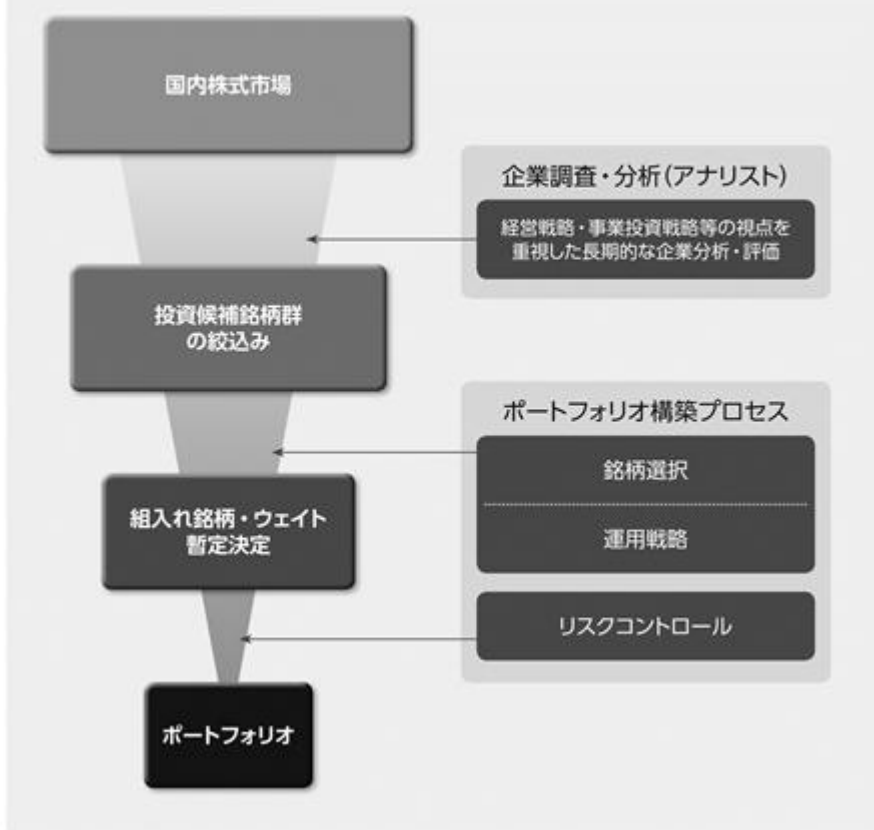 国内株式市場
企業調査・分析(アナリスト)
経営戦略・事業投資戦略等の視点を
重視した長期的な企業分析・評価
投資候補銘柄群
の絞込み
ポートフォリオ構築プロセス
銘柄選択
運用戦略
組入れ銘柄・ウェイト
暫定決定
リスクコントロール
ポートフォリオ